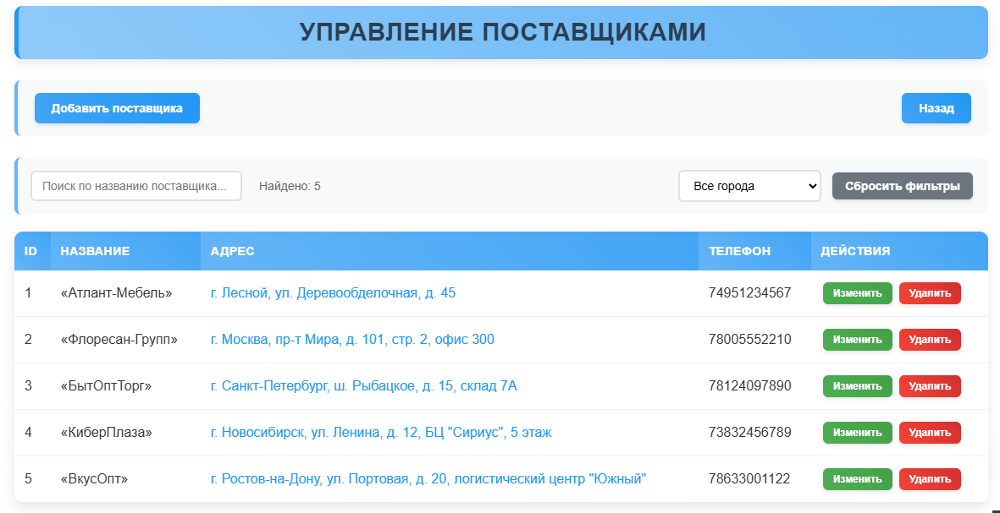 УПРАВЛЕНИЕ ПОСТАВЩИКАМИ
Добавить поставщика Назад
Поиск по названию поставщика... Найдено: 5 Все города Сбросить фильтры
ID НАЗВАНИЕ АДРЕС ТЕЛЕФОН ДЕЙСТВИЯ
1 «Атлант-Мебель» г. Лесной, ул. Деревообделочная, д. 45 74951234567 Изменить Удалить
2 «Флоресан-Групп» г. Москва, пр-т Мира, д. 101, стр. 2, офис 300 78005552210 Изменить Удалить
3 «БытОптТорг» г. Санкт-Петербург, ш. Рыбацкое, д. 15, склад 7А 78124097890 Изменить Удалить
4 «КиберПлаза» г. Новосибирск, ул. Ленина, д. 12, БЦ "Сириус", 5 этаж 73832456789 Изменить Удалить
5 «ВкусОпт» г. Ростов-на-Дону, ул. Портовая, д. 20, логистический центр "Южный" 78633001122 Изменить Удалить